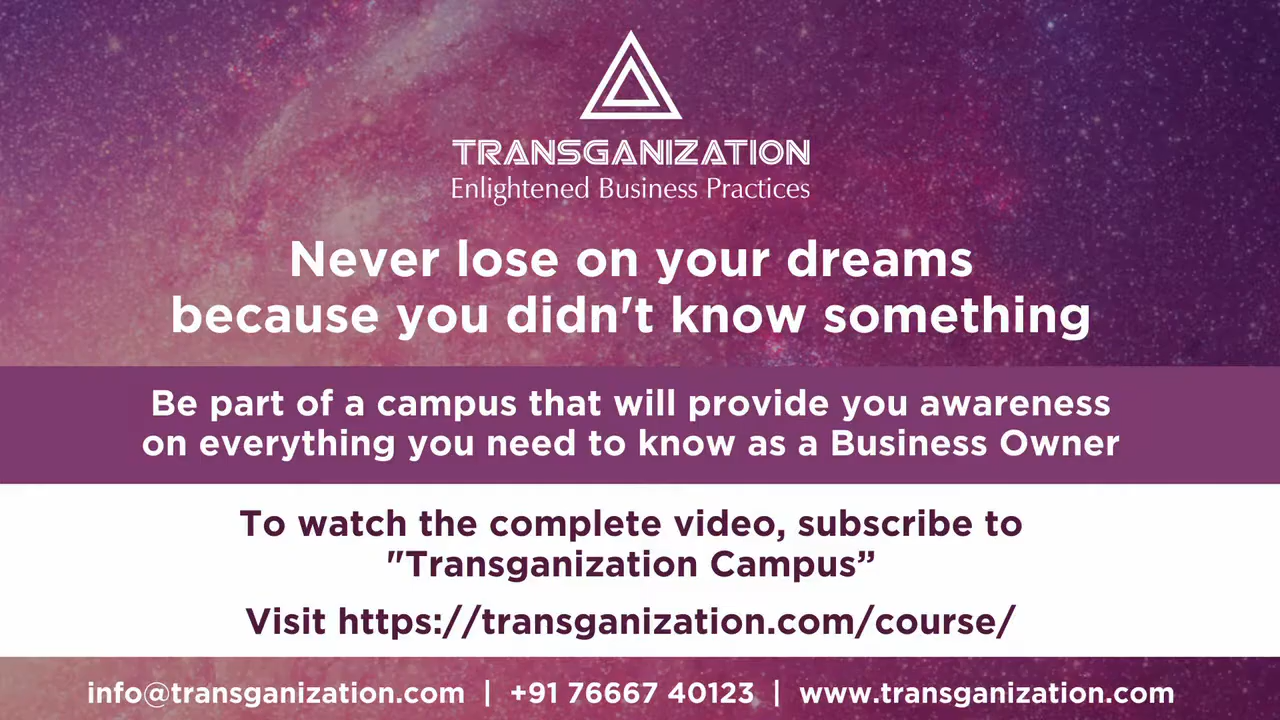 TRANSGANIZATION
Enlightened Business Practices
Never lose on your dreams
because you didn't know something
Be part of a campus that will provide you awareness
on everything you need to know as a Business Owner
To watch the complete video, subscribe to
"Transganization Campus”
Visit https://transganization.com/course/
info@transganization.com | +91 76667 40123 | www.transganization.com